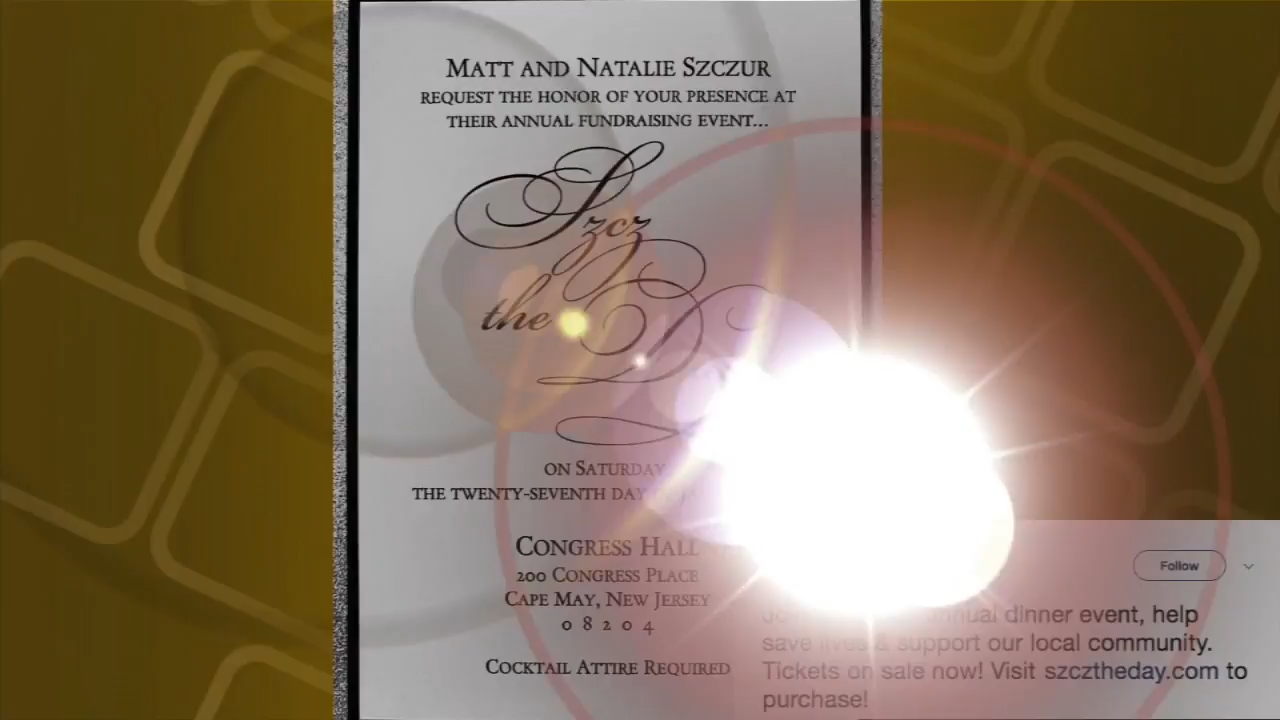 MATT AND NATALIE SZCZUR
REQUEST THE HONOR OF YOUR PRESENCE AT
THEIR ANNUAL FUNDRAISING EVENT...
Szcz
the D
ON SATURDAY
THE TWENTY-SEVENTH DAY
CONGRESS HALL
200 CONGRESS PLACE
CAPE MAY, NEW JERSEY
08204
COCKTAIL ATTIRE REQUIRED
Follow
annual dinner event, help
save lives & support our local community.
Tickets on sale now! Visit szcztheday.com to
purchase!